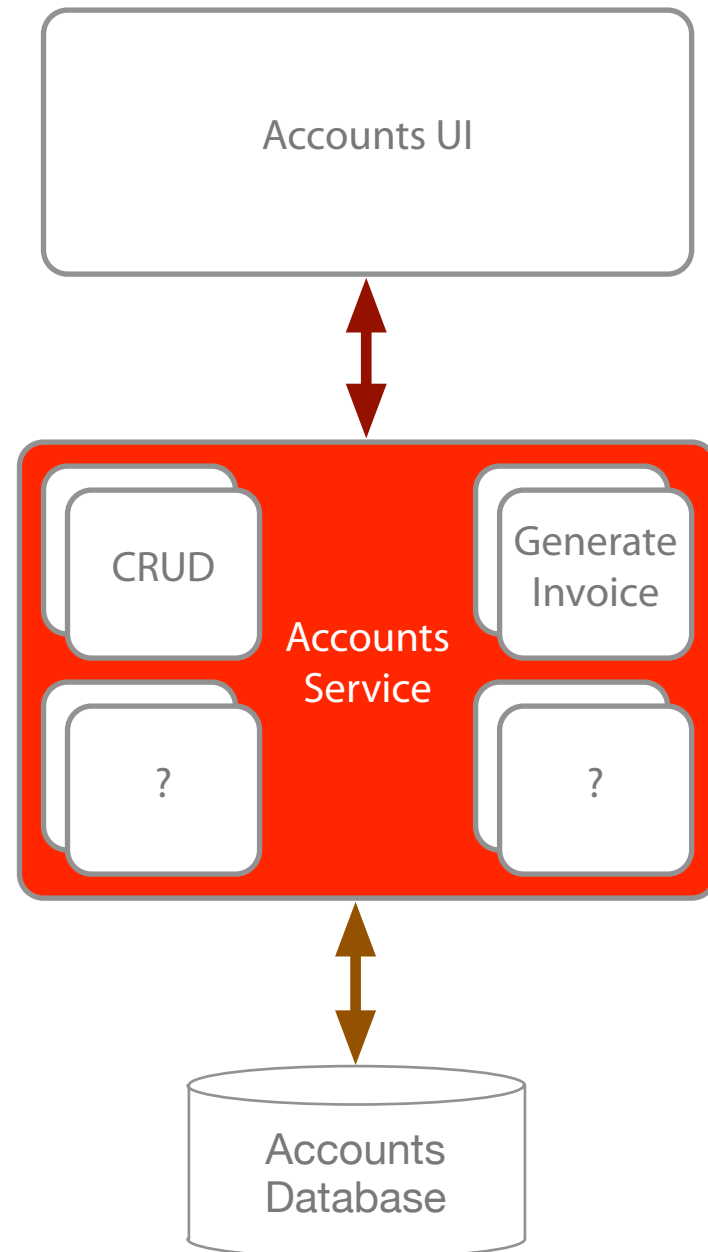 Accounts UI
CRUD
Generate
Invoice
Accounts
Service
?
?
Accounts
Database